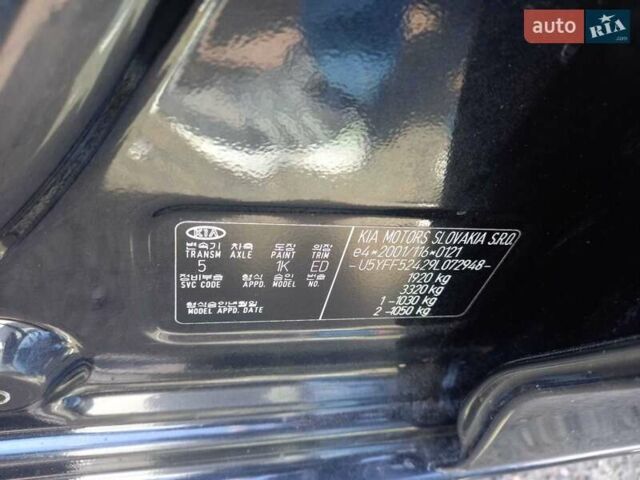 auto RIA.com
KIA
변속기 차축 도장 외장
TRANSM AXLE PAINT TRIM
5 1K ED
정비부호 형식 승인 번호
SVC CODE APPD. MODEL NO.
형식승인년월일
MODEL APPD. DATE
KIA MOTORS SLOVAKIA S.R.O.
e4*2001/116*0121
-U5YFF52429L072948-
1920 kg
3320 kg
1 -1030 kg
2 -1050 kg